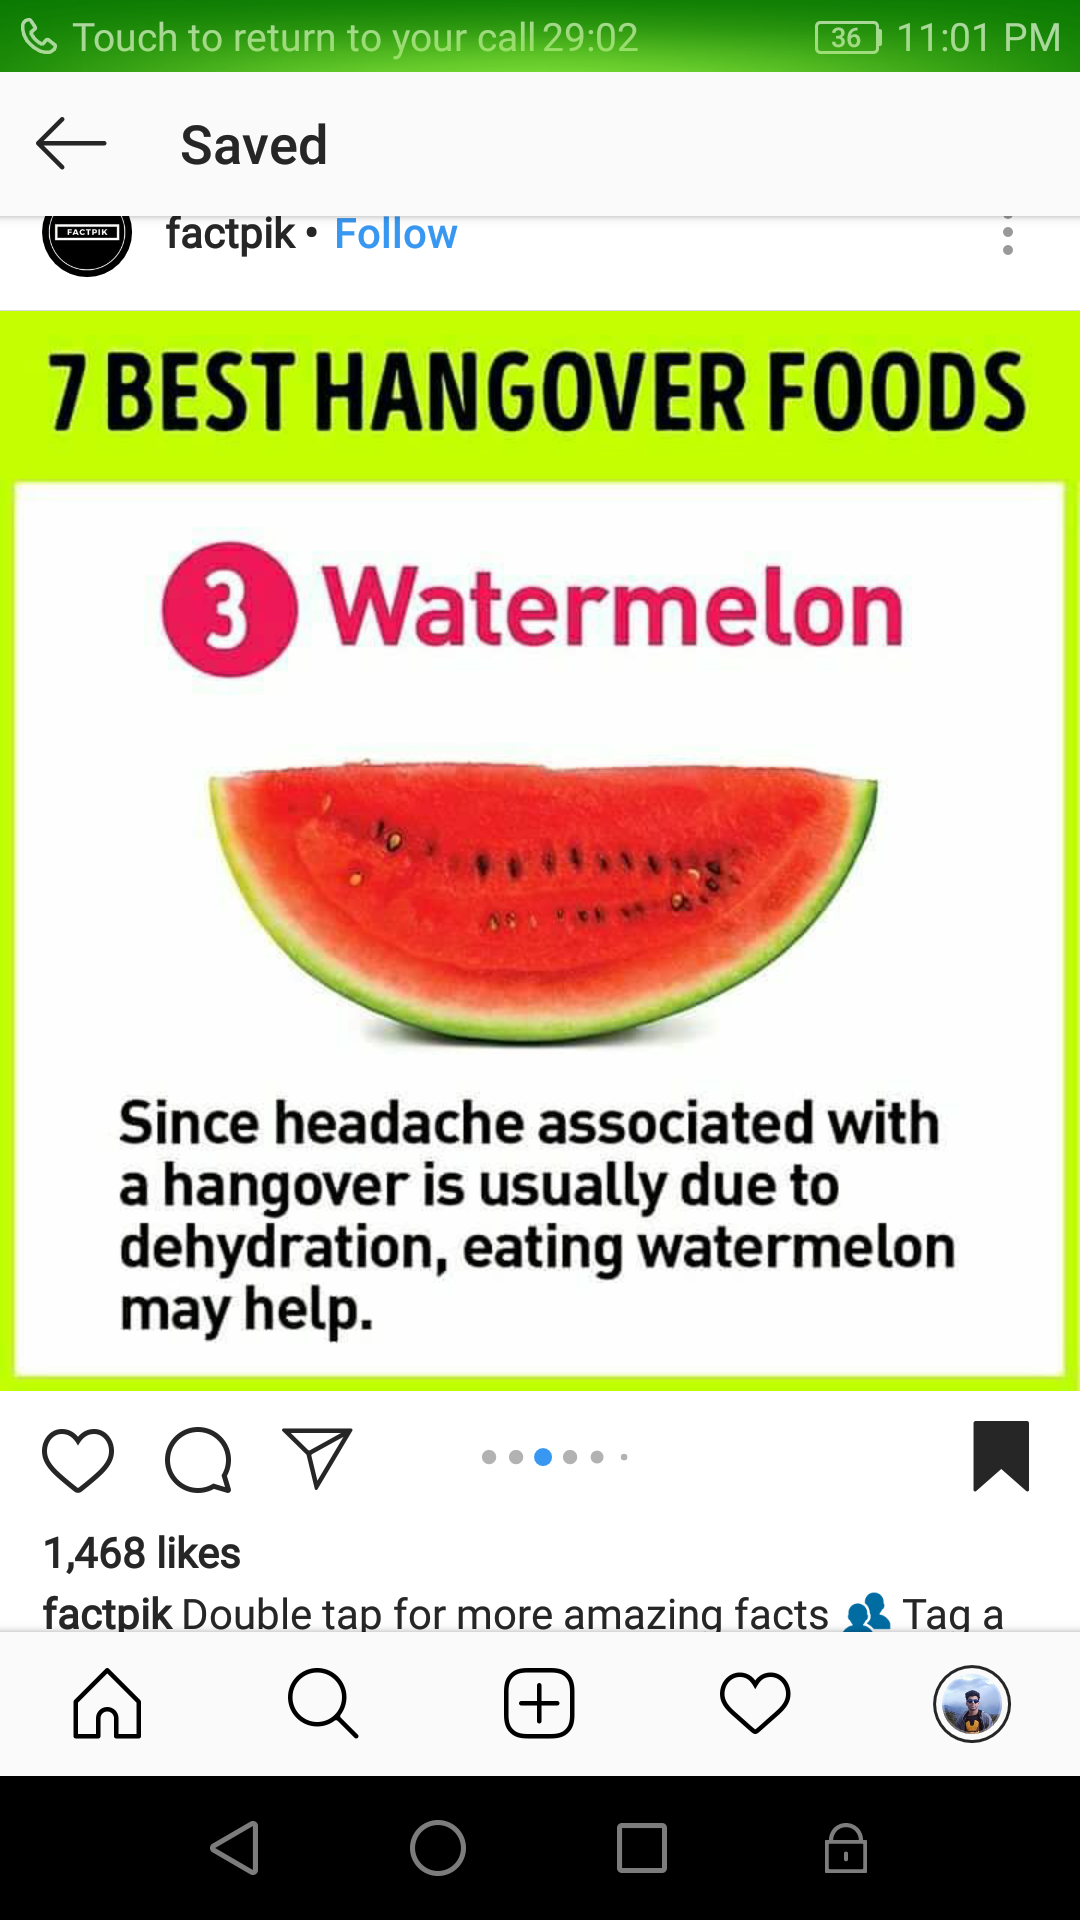 Touch to return to your call 29:02 36 11:01 PM
Saved
FACTPIK
factpik • Follow
7 BEST HANGOVER FOODS
3 Watermelon
Since headache associated with
a hangover is usually due to
dehydration, eating watermelon
may help.
1,468 likes
factpik Double tap for more amazing facts 👥 Tag a